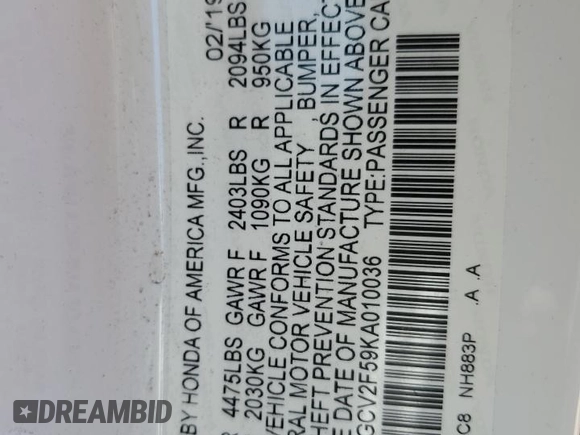 BY HONDA OF AMERICA MFG.,INC. 02/'19
4475LBS GAWR F 2403LBS R 2094LBS
2030KG GAWR F 1090KG R 950KG
VEHICLE CONFORMS TO ALL APPLICABLE
RAL MOTOR VEHICLE SAFETY , BUMPER,
HEFT PREVENTION STANDARDS IN EFFECT
E DATE OF MANUFACTURE SHOWN ABOVE
GCV2F59KA010036 TYPE:PASSENGER CA
C8 NH883P .A .A
DREAMBID